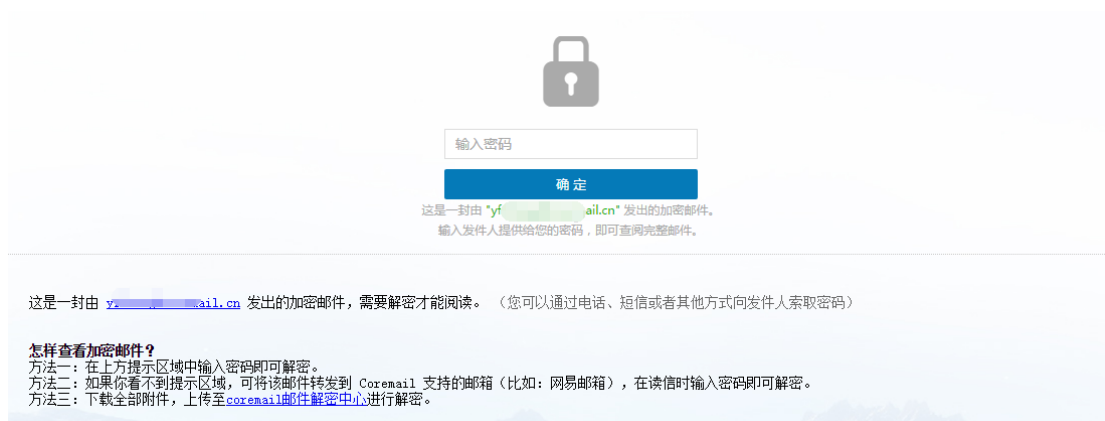 输入密码
确 定
这是一封由 "yf ail.cn" 发出的加密邮件。
输入发件人提供给您的密码，即可查阅完整邮件。
这是一封由 ail.cn 发出的加密邮件，需要解密才能阅读。（您可以通过电话、短信或者其他方式向发件人索取密码）
怎样查看加密邮件？
方法一：在上方提示区域中输入密码即可解密。
方法二：如果你看不到提示区域，可将该邮件转发到 Coremail 支持的邮箱（比如：网易邮箱），在读信时输入密码即可解密。
方法三：下载全部附件，上传至coremail邮件解密中心进行解密。